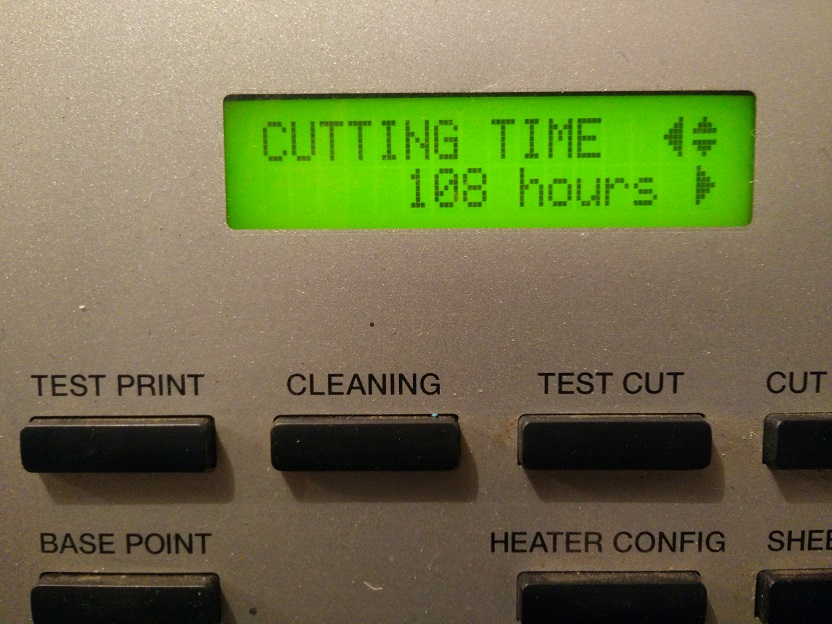 CUTTING TIME
108 hours
TEST PRINT
CLEANING
TEST CUT
CUT
BASE POINT
HEATER CONFIG